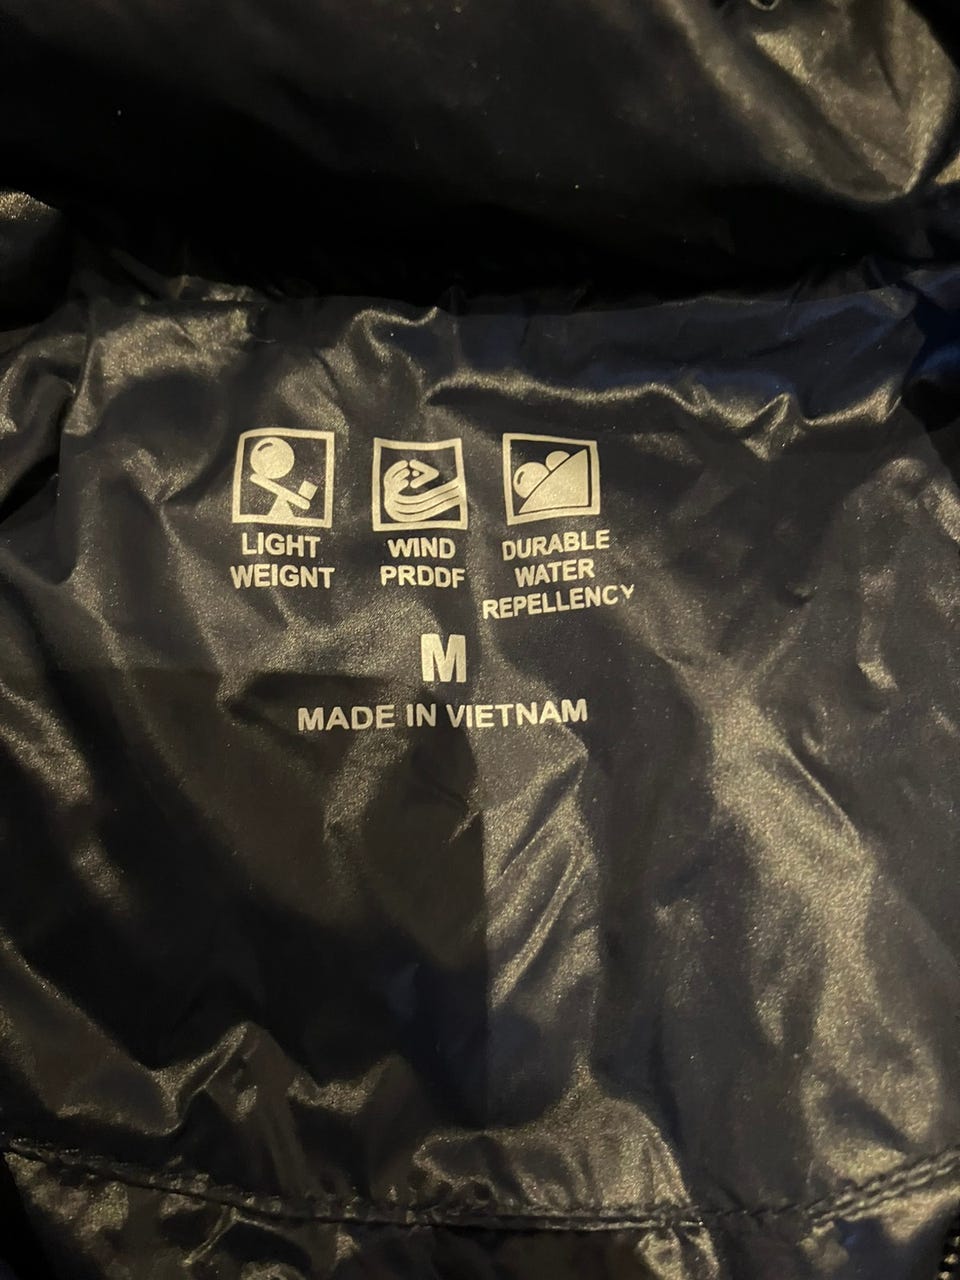 LIGHT
WEIGNT
WIND
PRDDF
DURABLE
WATER
REPELLENCY
M
MADE IN VIETNAM